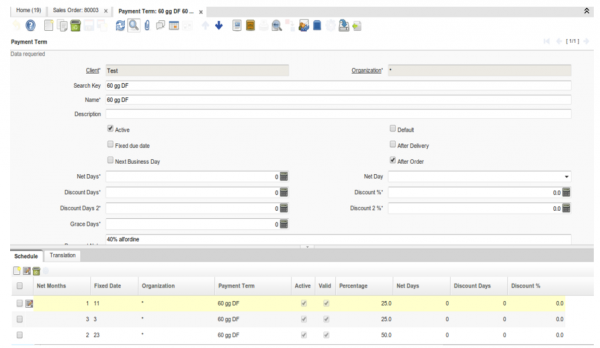 Home (19) Sales Order: 80003 x Payment Term: 60 gg DF 60 ... x
Payment Term [ 1/1 ]
Data requeried
Client* Test Organization* *
Search Key 60 gg DF
Name* 60 gg DF
Description
Active Default
Fixed due date After Delivery
Next Business Day After Order
Net Days* 0 Net Day
Discount Days* 0 Discount %* 0.0
Discount Days 2* 0 Discount 2 %* 0.0
Grace Days* 0
40% all'ordine
Schedule Translation
Net Months Fixed Date Organization Payment Term Active Valid Percentage Net Days Discount Days Discount %
1 11 * 60 gg DF 25.0 0 0 0.0
3 3 * 60 gg DF 25.0 0 0 0.0
2 23 * 60 gg DF 50.0 0 0 0.0